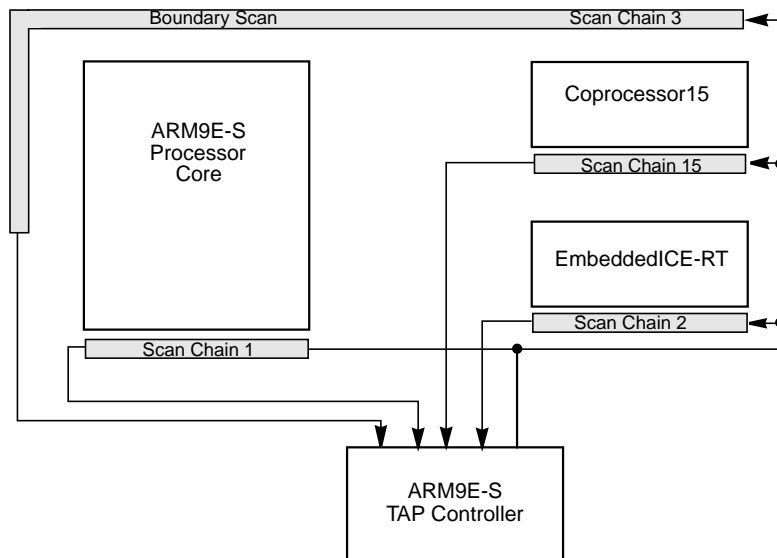 Boundary Scan
Scan Chain 3
ARM9E-S
Processor
Core
Coprocessor15
Scan Chain 15
EmbeddedICE-RT
Scan Chain 2
Scan Chain 1
ARM9E-S
TAP Controller